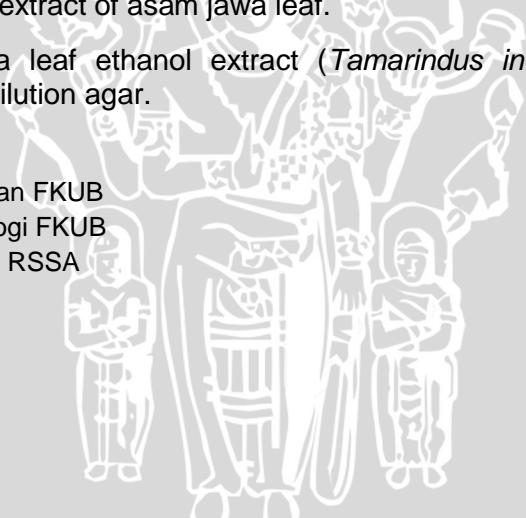 extract of asam jawa leaf.
leaf ethanol extract (Tamarindus in
ilution agar.
an FKUB
ogi FKUB
RSSA